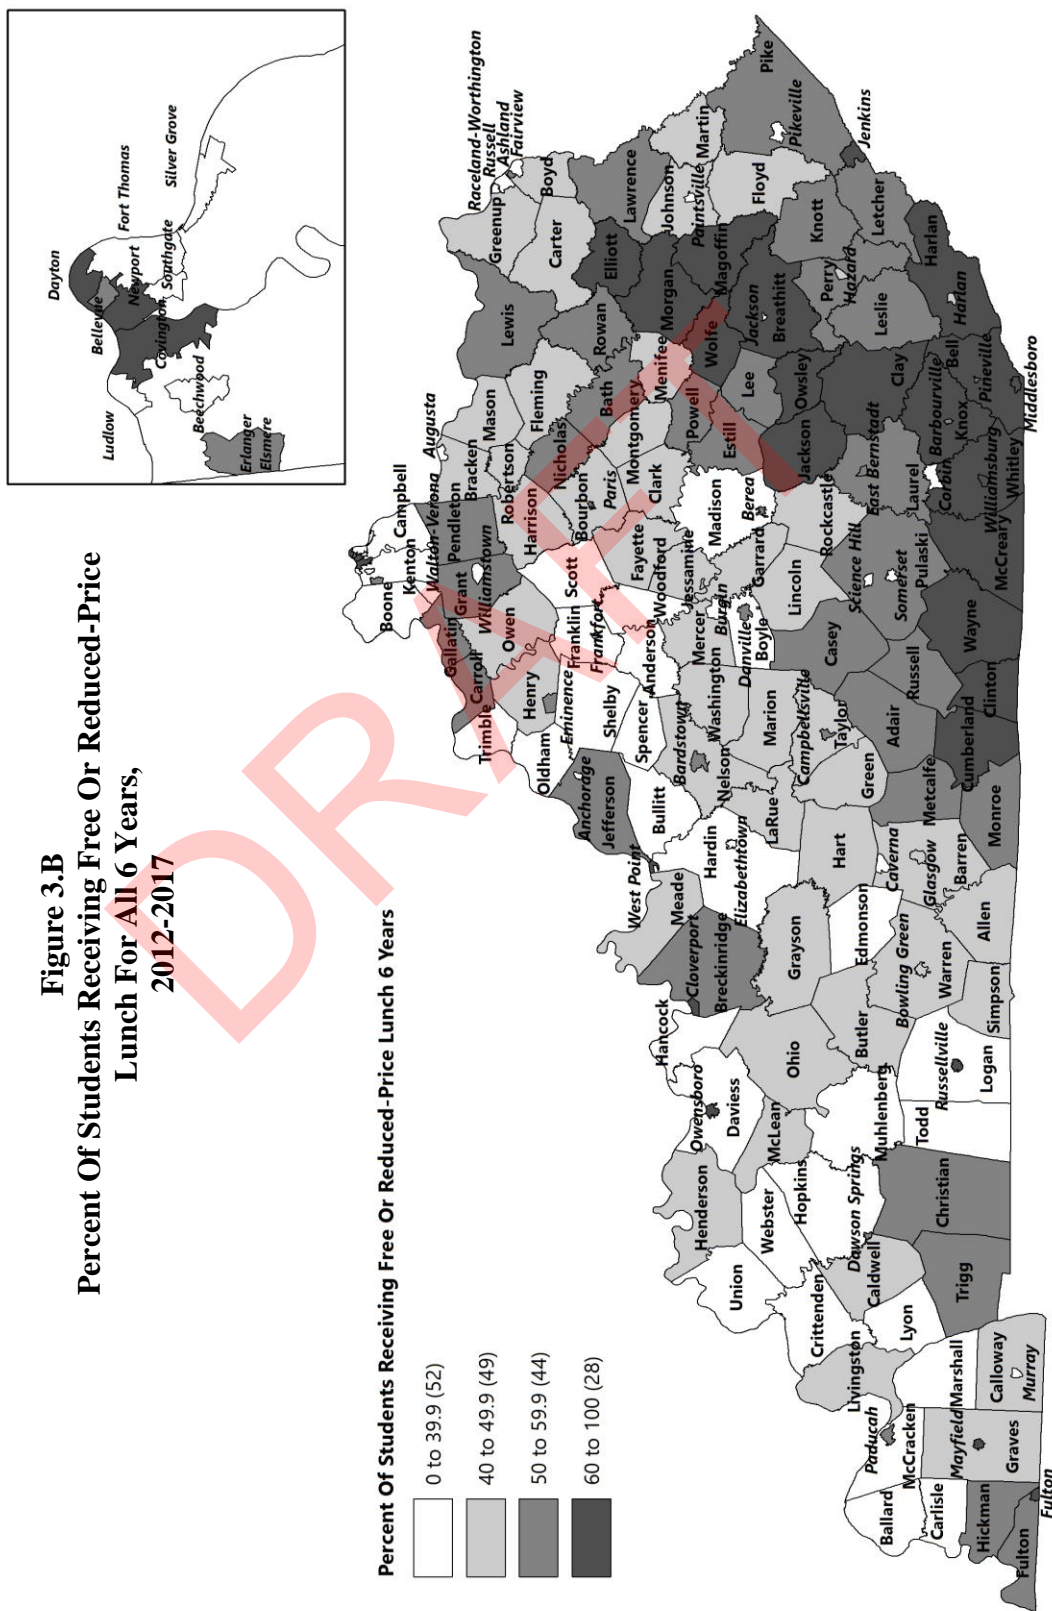 Figure 3.B
Percent Of Students Receiving Free Or Reduced-Price
Lunch For All 6 Years,
2012-2017
Dayton
Bellevue
Newport
Fort Thomas
Southgate
Silver Grove
Covington
Ludlow
Beechwood
Erlanger
Elsmere
Percent Of Students Receiving Free Or Reduced-Price Lunch 6 Years
0 to 39.9 (52)
40 to 49.9 (49)
50 to 59.9 (44)
60 to 100 (28)
DRAFT
Boone
Kenton
Campbell
Walton-Verona
Augusta
Gallatin
Grant
Pendleton
Bracken
Mason
Lewis
Greenup
Raceland-Worthington
Russell
Ashland
Fairview
Boyd
Carroll
Trimble
Owen
Williamstown
Robertson
Fleming
Rowan
Carter
Elliott
Lawrence
Oldham
Henry
Eminence
Harrison
Nicholas
Bath
Anchorage
Jefferson
Shelby
Franklin
Frankfort
Scott
Bourbon
Paris
Montgomery
Menifee
Morgan
Johnson
Paintsville
Martin
West Point
Bullitt
Spencer
Anderson
Woodford
Fayette
Clark
Powell
Wolfe
Magoffin
Floyd
Pike
Pikeville
Meade
Cloverport
Breckinridge
Hancock
Hardin
Elizabethtown
Nelson
Bardstown
Washington
Mercer
Burgin
Jessamine
Madison
Berea
Estill
Lee
Jackson
Breathitt
Knott
Jenkins
Owensboro
Daviess
McLean
Henderson
Union
Webster
Ohio
Grayson
LaRue
Marion
Danville
Boyle
Garrard
Jackson
Owsley
Perry
Hazard
Letcher
Hopkins
Crittenden
Muhlenberg
Butler
Edmonson
Hart
Green
Campbellsville
Taylor
Casey
Lincoln
Rockcastle
Clay
Leslie
Harlan
Harlan
Livingston
Dawson Springs
Caldwell
Lyon
Paducah
McCracken
Ballard
Carlisle
Mayfield
Marshall
Christian
Trigg
Todd
Russellville
Logan
Bowling Green
Warren
Caverna
Glasgow
Barren
Metcalfe
Adair
Russell
Science Hill
Somerset
Pulaski
East Bernstadt
Laurel
Corbin
Barbourville
Knox
Bell
Pineville
Middlesboro
Hickman
Fulton
Fulton
Graves
Calloway
Murray
Simpson
Allen
Monroe
Cumberland
Clinton
Wayne
McCreary
Williamsburg
Whitley